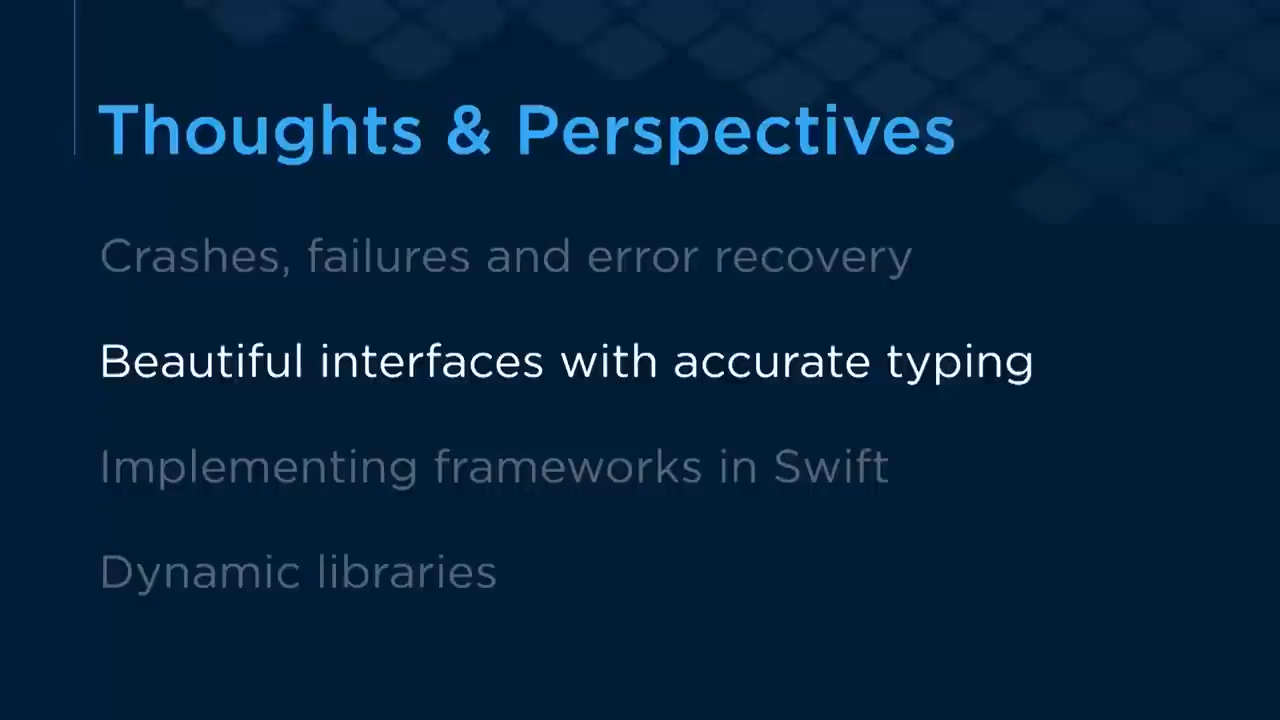 Thoughts & Perspectives
Crashes, failures and error recovery
Beautiful interfaces with accurate typing
Implementing frameworks in Swift
Dynamic libraries